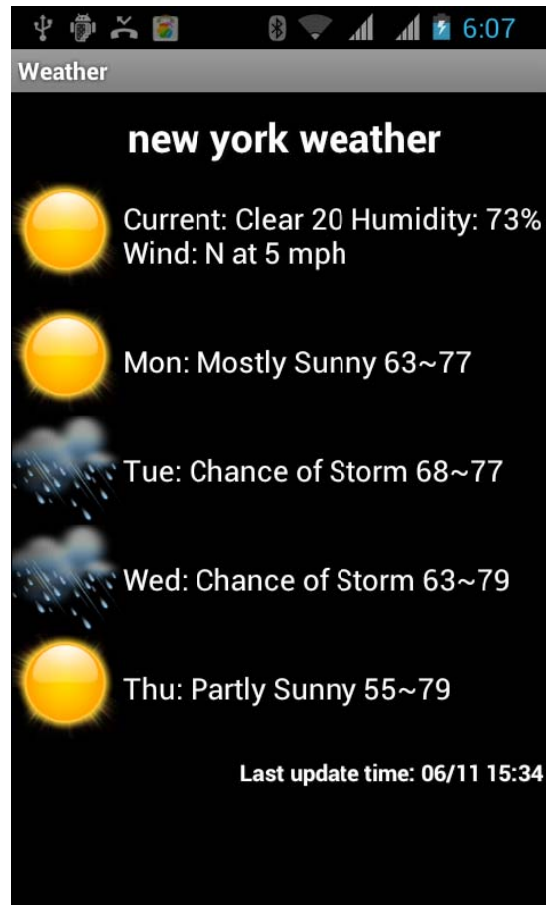 6:07
Weather
new york weather
Current: Clear 20 Humidity: 73%
Wind: N at 5 mph
Mon: Mostly Sunny 63~77
Tue: Chance of Storm 68~77
Wed: Chance of Storm 63~79
Thu: Partly Sunny 55~79
Last update time: 06/11 15:34